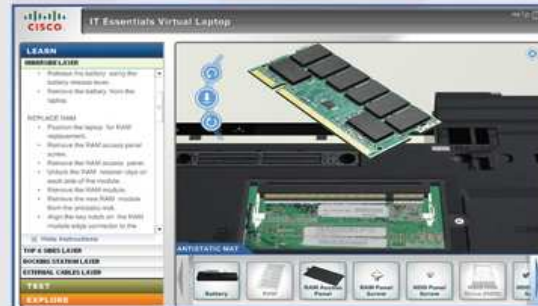 CISCO
IT Essentials Virtual Laptop
Help
LEARN
UNDERSIDE LAYER
• Release the battery using the
battery release lever.
• Remove the battery from the
laptop.
REPLACE RAM
• Position the laptop for RAM
replacement.
• Remove the RAM access panel
screw.
• Remove the RAM access panel.
• Unlock the RAM retainer clips on
each side of the module.
• Remove the RAM module.
• Remove the new RAM module
from the antistatic mat.
• Align the key notch on the RAM
module edge connector to the
Hide Instructions
TOP & SIDES LAYER
DOCKING STATION LAYER
EXTERNAL CABLES LAYER
TEST
EXPLORE
ANTISTATIC MAT
Battery
RAM
RAM Access
Panel
RAM Panel
Screw
HDD Panel
Screw